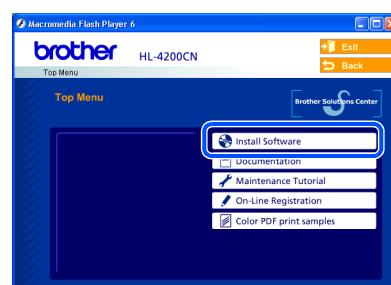 Macromedia Flash Player 6
brother
HL-4200CN
Exit
Back
Top Menu
Top Menu
Brother Solutions Center
Install Software
Documentation
Maintenance Tutorial
On-Line Registration
Color PDF print samples